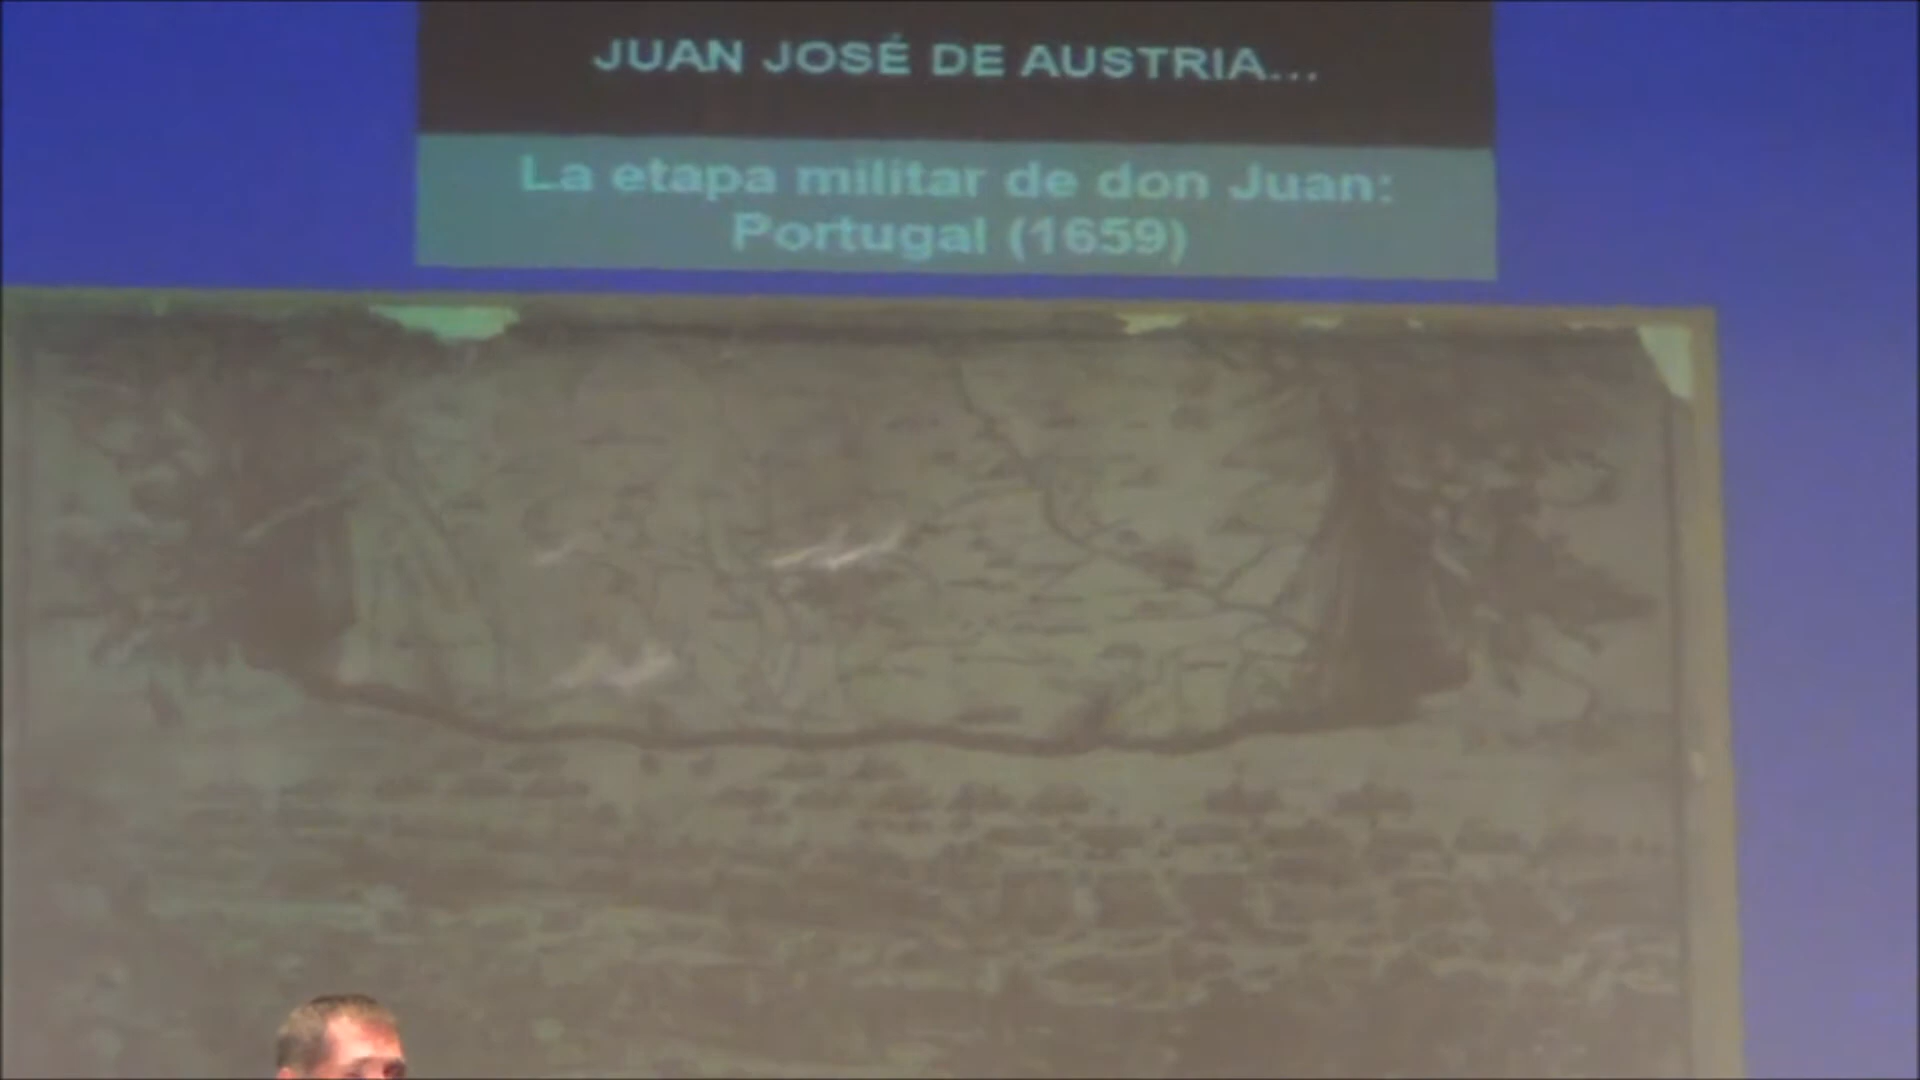 JUAN JOSÉ DE AUSTRIA...
La etapa militar de don Juan:
Portugal (1659)